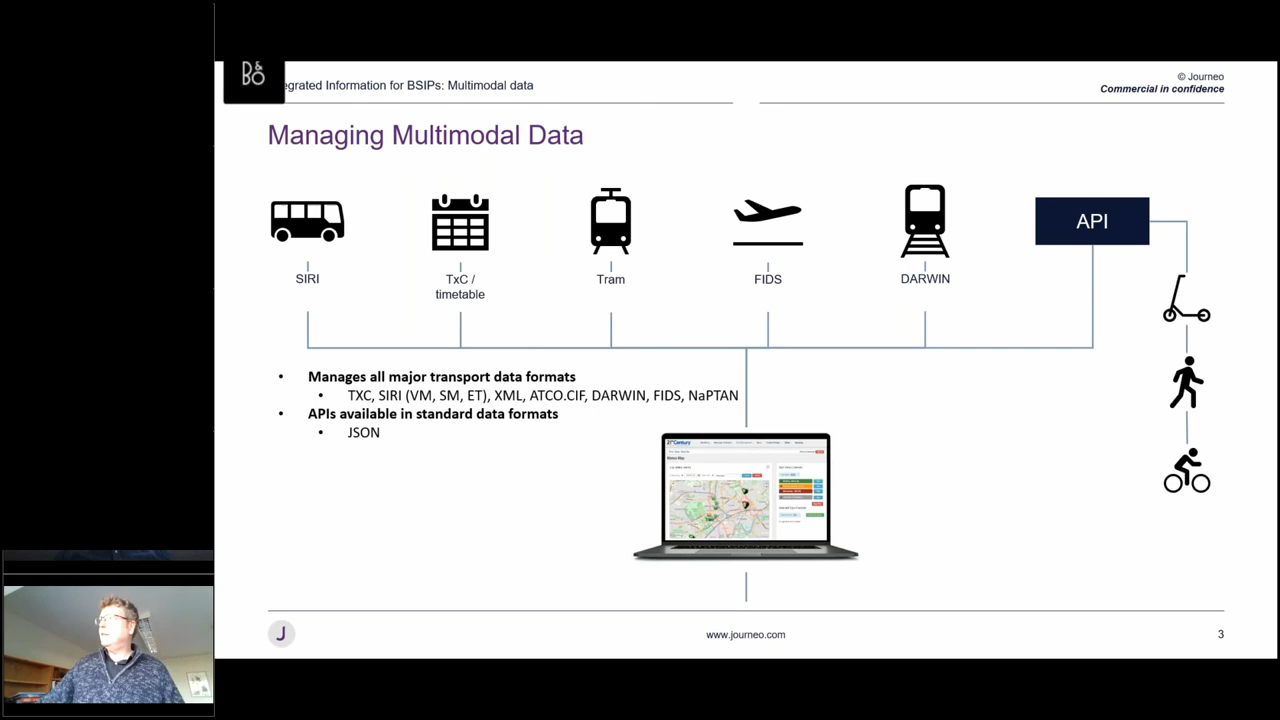 B&
BO
egrated Information for BSIPs: Multimodal data
© Journeo
Commercial in confidence
Managing Multimodal Data
API
SIRI
TxC /
timetable
Tram
FIDS
DARWIN
• Manages all major transport data formats
• TXC, SIRI (VM, SM, ET), XML, ATCO.CIF, DARWIN, FIDS, NaPTAN
• APIs available in standard data formats
• JSON
21stCentury
J
www.journeo.com
3